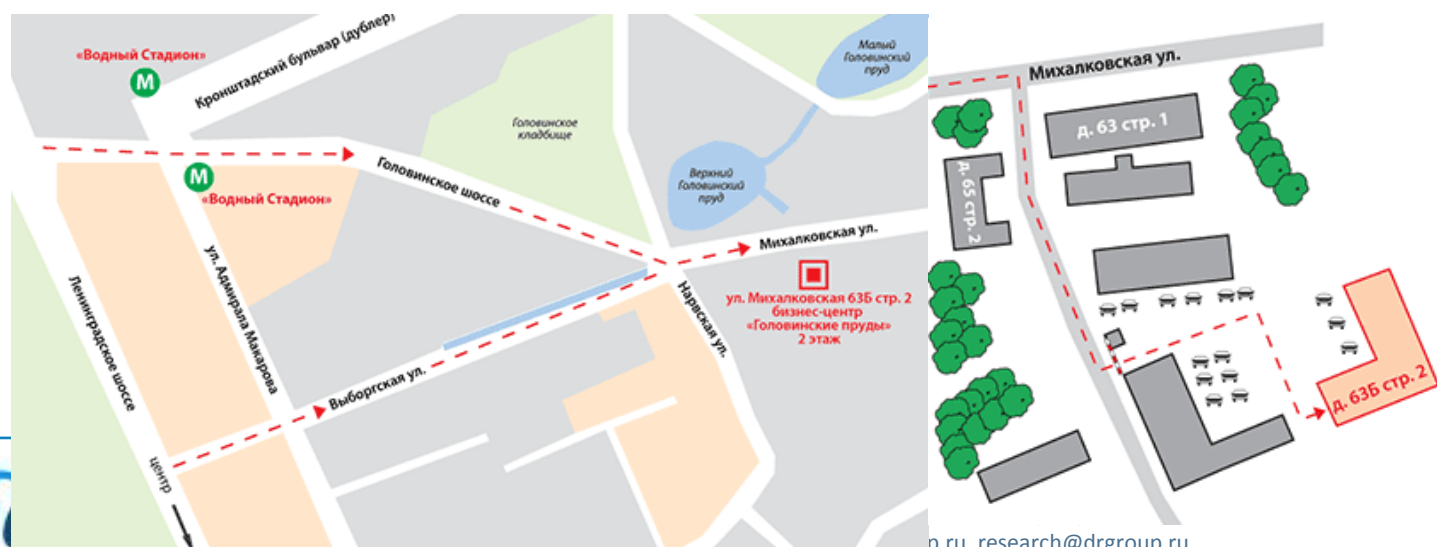 «Водный Стадион»
М
Кронштадский бульвар (дублер)
Малый
Головинский
пруд
Головинское
кладбище
Головинское шоссе
Верхний
Головинский
пруд
М
«Водный Стадион»
Михалковская ул.
ул. Адмирала Макарова
Ленинградское шоссе
Нарвская ул.
ул. Михалковская 63Б стр. 2
бизнес-центр
«Головинские пруды»
2 этаж
Выборгская ул.
центр
Михалковская ул.
д. 63 стр. 1
д. 65 стр. 2
д. 63Б стр. 2
p.ru, research@drgroup.ru